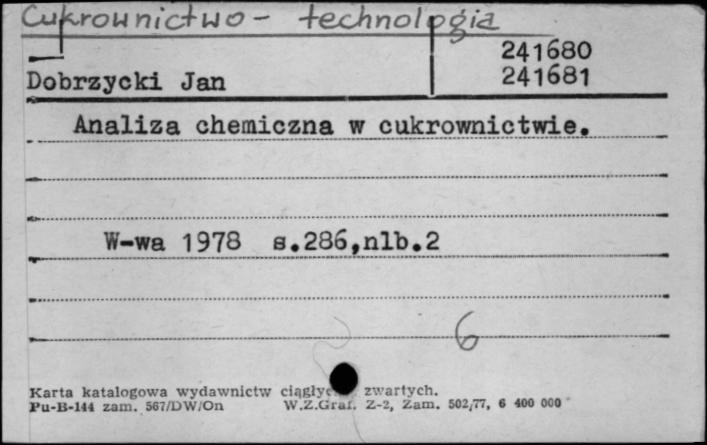 Cukrownictwo - technologia
241680
Dobrzycki Jan 241681
Analiza chemiczna w cukrownictwie.
W-wa 1978 s.286,nlb.2
6
Karta katalogowa wydawnictw zwartych.
Pu-B-144 zam. 567/DW/On W.Z.Graf. Z-2, Zam. 502/77, 6 400 000